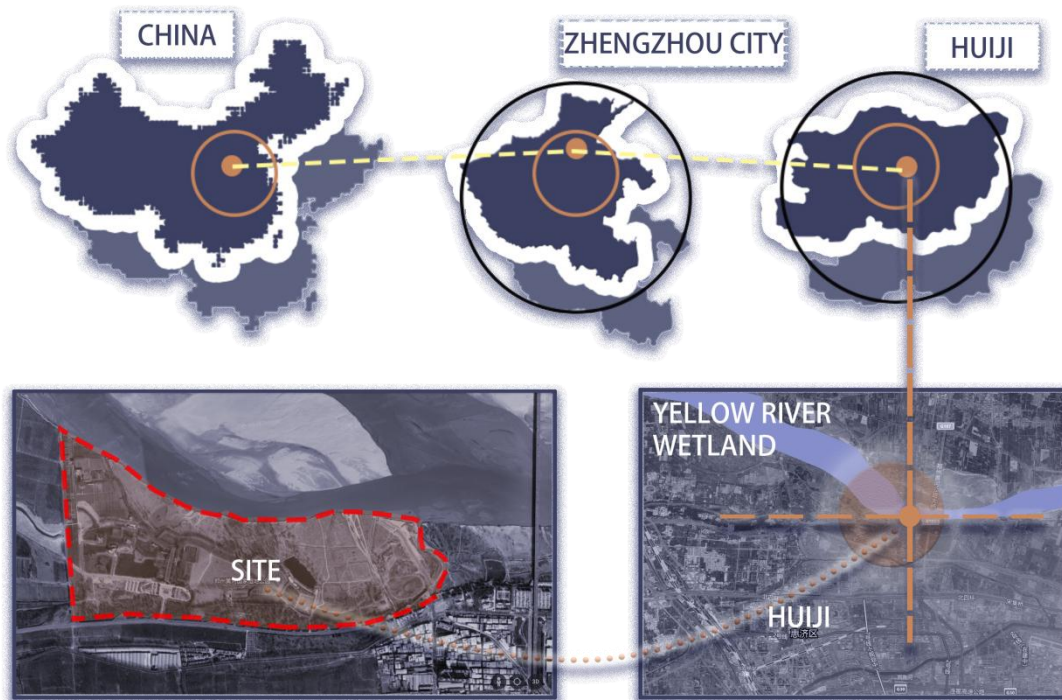 CHINA
ZHENGZHOU CITY
HUIJI
YELLOW RIVER
WETLAND
SITE
HUIJI
惠济区